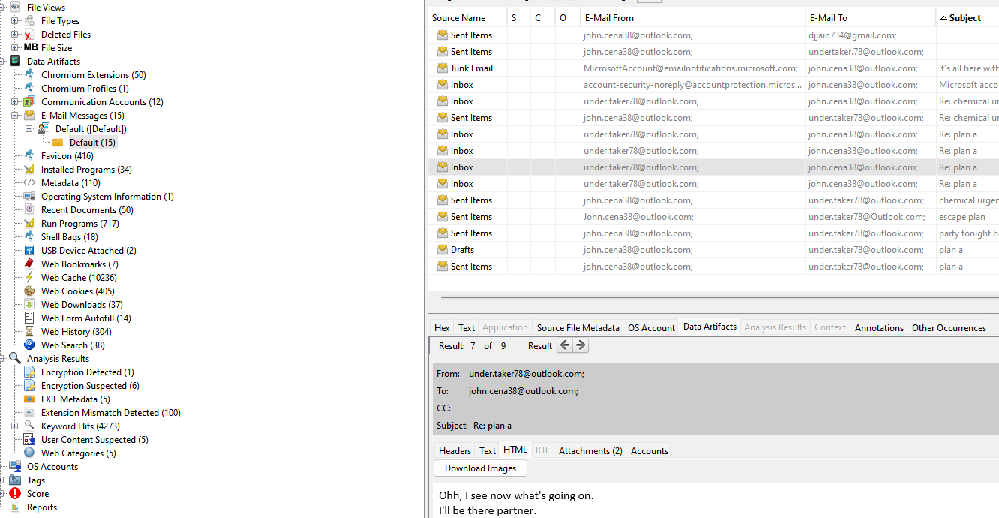 File Views
File Types
Deleted Files
MB File Size
Data Artifacts
Chromium Extensions (50)
Chromium Profiles (1)
Communication Accounts (12)
E-Mail Messages (15)
Default ([Default])
Default (15)
Favicon (416)
Installed Programs (34)
Metadata (110)
Operating System Information (1)
Recent Documents (50)
Run Programs (717)
Shell Bags (18)
USB Device Attached (2)
Web Bookmarks (7)
Web Cache (10236)
Web Cookies (405)
Web Downloads (37)
Web Form Autofill (14)
Web History (304)
Web Search (38)
Analysis Results
Encryption Detected (1)
Encryption Suspected (6)
EXIF Metadata (5)
Extension Mismatch Detected (100)
Keyword Hits (4273)
User Content Suspected (5)
Web Categories (5)
OS Accounts
Tags
Score
Reports
Source Name S C O E-Mail From E-Mail To Subject
Sent Items john.cena38@outlook.com; djjain734@gmail.com;
Sent Items john.cena38@outlook.com; undertaker.78@outlook.com;
Junk Email MicrosoftAccount@emailnotifications.microsoft.com; john.cena38@outlook.com; It's all here with
Inbox account-security-noreply@accountprotection.micros... john.cena38@outlook.com; Microsoft acco
Inbox under.taker78@outlook.com; john.cena38@outlook.com; Re: chemical ur
Sent Items john.cena38@outlook.com; under.taker78@outlook.com; Re: chemical ur
Inbox under.taker78@outlook.com; john.cena38@outlook.com; Re: plan a
Inbox under.taker78@outlook.com; john.cena38@outlook.com; Re: plan a
Inbox under.taker78@outlook.com; john.cena38@outlook.com; Re: plan a
Inbox under.taker78@outlook.com; john.cena38@outlook.com; Re: plan a
Sent Items john.cena38@outlook.com; under.taker78@outlook.com; chemical urgen
Sent Items John.cena38@outlook.com; under.taker78@Outlook.com; escape plan
Sent Items john.cena38@outlook.com; under.taker78@outlook.com; party tonight b
Drafts john.cena38@outlook.com; under.taker78@outlook.com; plan a
Sent Items john.cena38@outlook.com; under.taker78@outlook.com; plan a
Hex Text Application Source File Metadata OS Account Data Artifacts Analysis Results Context Annotations Other Occurrences
Result: 7 of 9 Result
From: under.taker78@outlook.com;
To: john.cena38@outlook.com;
CC:
Subject: Re: plan a
Headers Text HTML RTF Attachments (2) Accounts
Download Images
Ohh, I see now what's going on.
I'll be there partner.